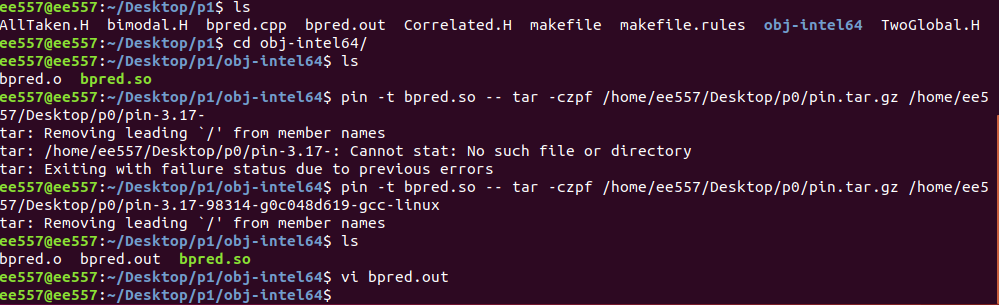 ee557@ee557:~/Desktop/p1$ ls
AllTaken.H bimodal.H bpred.cpp bpred.out Correlated.H makefile makefile.rules obj-intel64 TwoGlobal.H
ee557@ee557:~/Desktop/p1$ cd obj-intel64/
ee557@ee557:~/Desktop/p1/obj-intel64$ ls
bpred.o bpred.so
ee557@ee557:~/Desktop/p1/obj-intel64$ pin -t bpred.so -- tar -czpf /home/ee557/Desktop/p0/pin.tar.gz /home/ee5
57/Desktop/p0/pin-3.17-
tar: Removing leading `/' from member names
tar: /home/ee557/Desktop/p0/pin-3.17-: Cannot stat: No such file or directory
tar: Exiting with failure status due to previous errors
ee557@ee557:~/Desktop/p1/obj-intel64$ pin -t bpred.so -- tar -czpf /home/ee557/Desktop/p0/pin.tar.gz /home/ee5
57/Desktop/p0/pin-3.17-98314-g0c048d619-gcc-linux
tar: Removing leading `/' from member names
ee557@ee557:~/Desktop/p1/obj-intel64$ ls
bpred.o bpred.out bpred.so
ee557@ee557:~/Desktop/p1/obj-intel64$ vi bpred.out
ee557@ee557:~/Desktop/p1/obj-intel64$